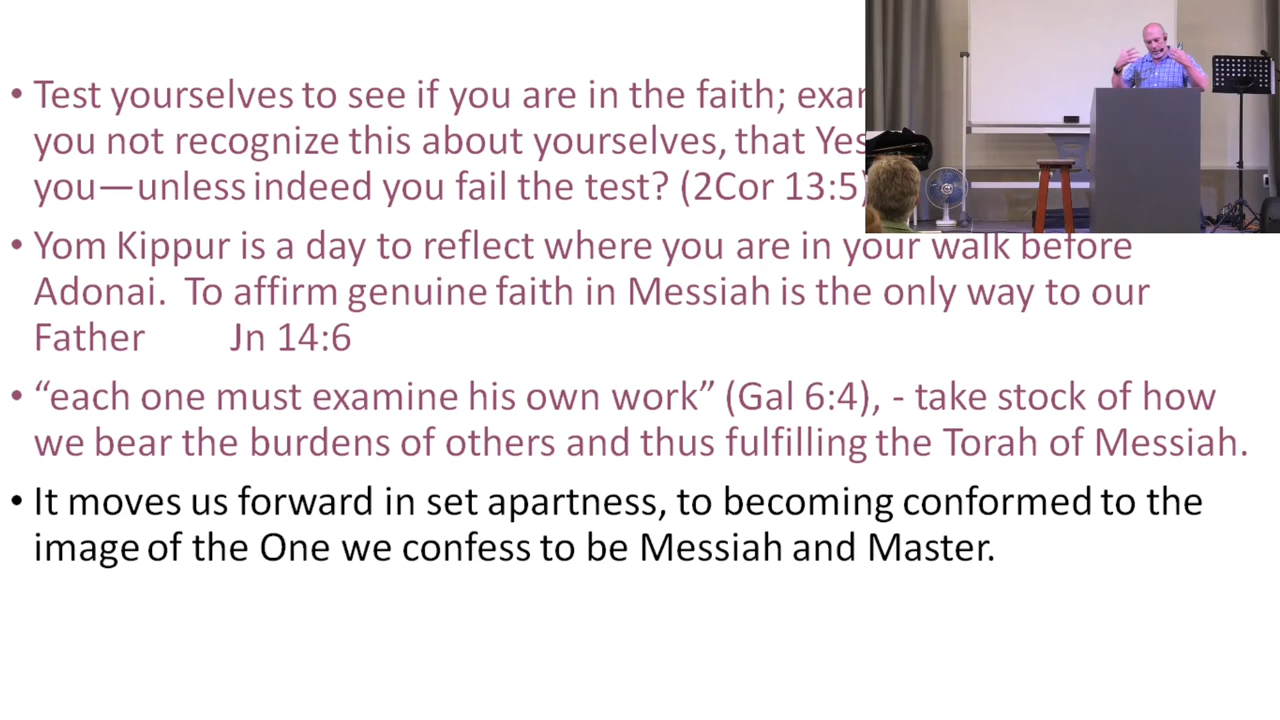 • Test yourselves to see if you are in the faith;
you not recognize this about yourselves, that
you—unless indeed you fail the test? (2Cor 13:5)
• Yom Kippur is a day to reflect where you are in your walk before
Adonai. To affirm genuine faith in Messiah is the only way to our
Father Jn 14:6
• “each one must examine his own work” (Gal 6:4), - take stock of how
we bear the burdens of others and thus fulfilling the Torah of Messiah.
• It moves us forward in set apartness, to becoming conformed to the
image of the One we confess to be Messiah and Master.